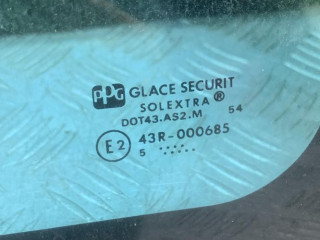 PPG GLACE SECURIT
SOLEXTRA®
DOT43.AS2.M 54
E2 43R-000685
5